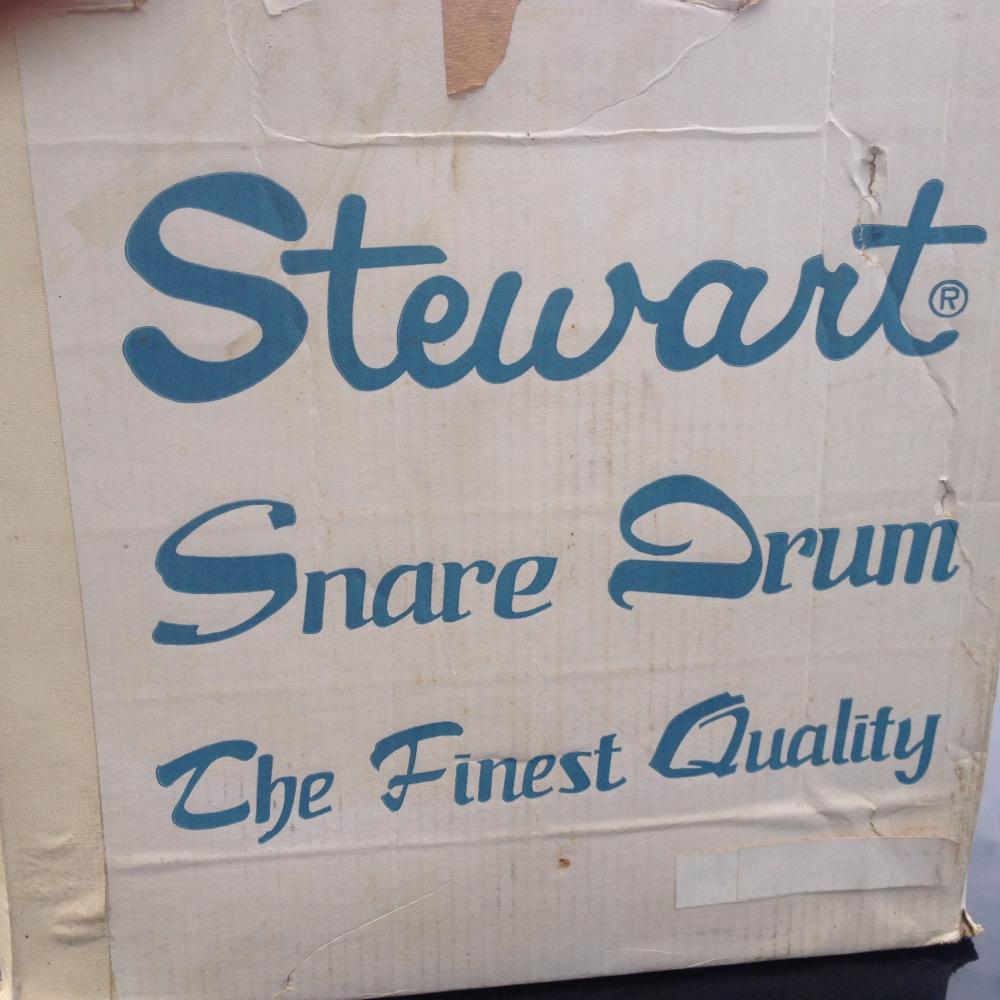 Stewart®
Snare Drum
The Finest Quality